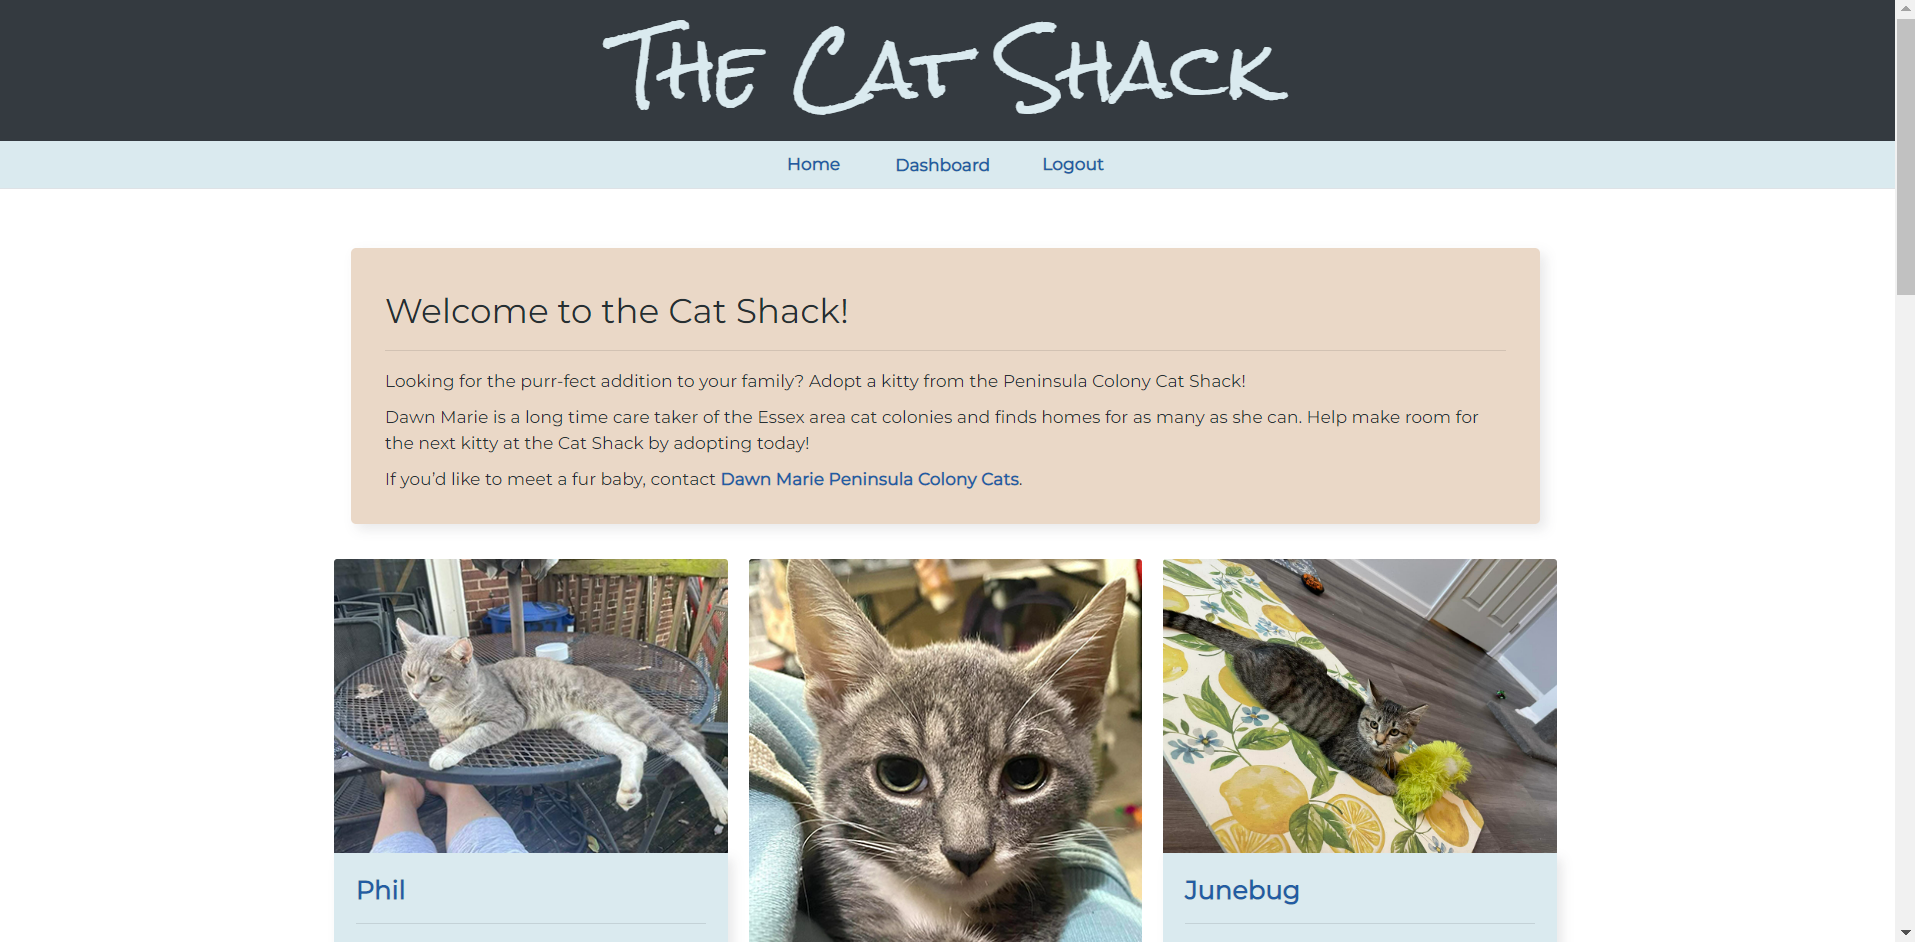 The Cat Shack
Home Dashboard Logout
Welcome to the Cat Shack!
Looking for the purr-fect addition to your family? Adopt a kitty from the Peninsula Colony Cat Shack!
Dawn Marie is a long time care taker of the Essex area cat colonies and finds homes for as many as she can. Help make room for
the next kitty at the Cat Shack by adopting today!
If you’d like to meet a fur baby, contact Dawn Marie Peninsula Colony Cats.
Phil
Junebug